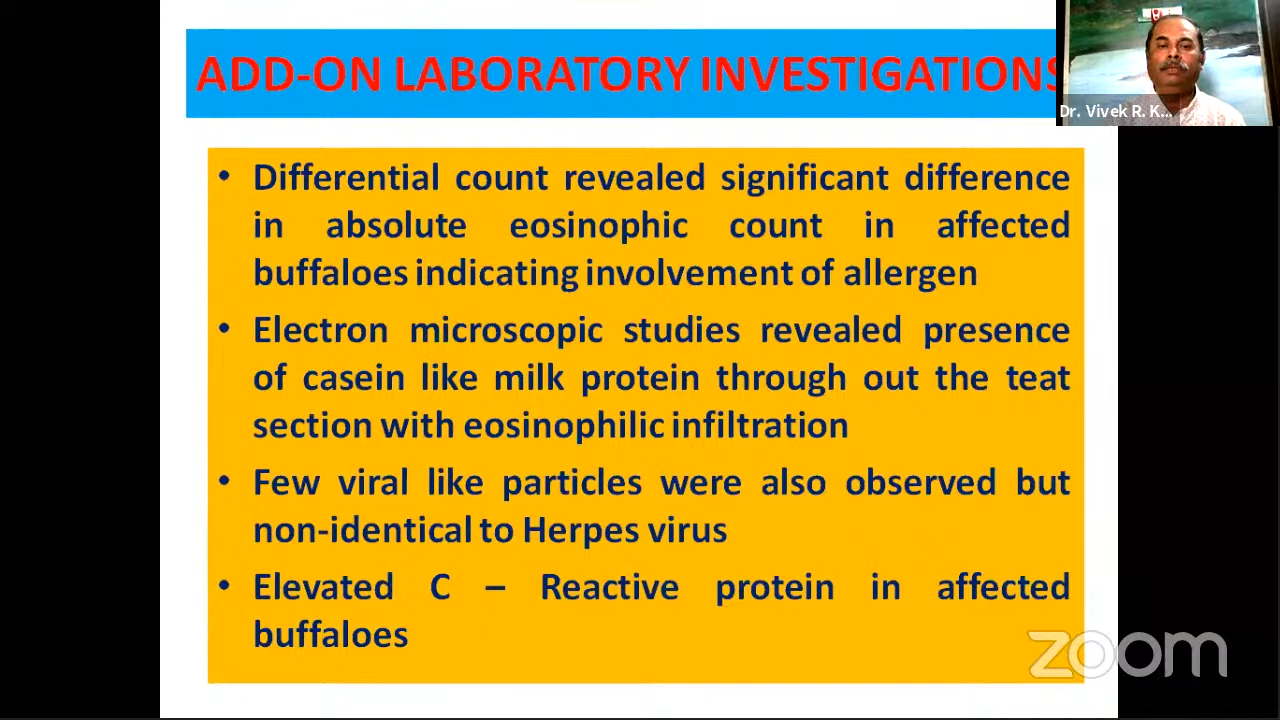 ADD-ON LABORATORY INVESTIGATIONS
Dr. Vivek R. K...
• Differential count revealed significant difference
in absolute eosinophic count in affected
buffaloes indicating involvement of allergen
• Electron microscopic studies revealed presence
of casein like milk protein through out the teat
section with eosinophilic infiltration
• Few viral like particles were also observed but
non-identical to Herpes virus
• Elevated C – Reactive protein in affected
buffaloes
zoom